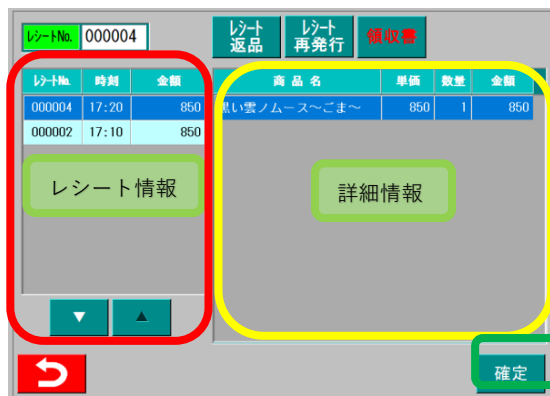 ﾚｼｰﾄNo. 000004
ﾚｼｰﾄ
返品
ﾚｼｰﾄ
再発行
領収書
ﾚｼｰﾄNo. 時刻 金額
000004 17:20 850
000002 17:10 850
レシート情報
商品名 単価 数量 金額
黒い雲ノムース～ごま～ 850 1 850
詳細情報
▼ ▲
確定